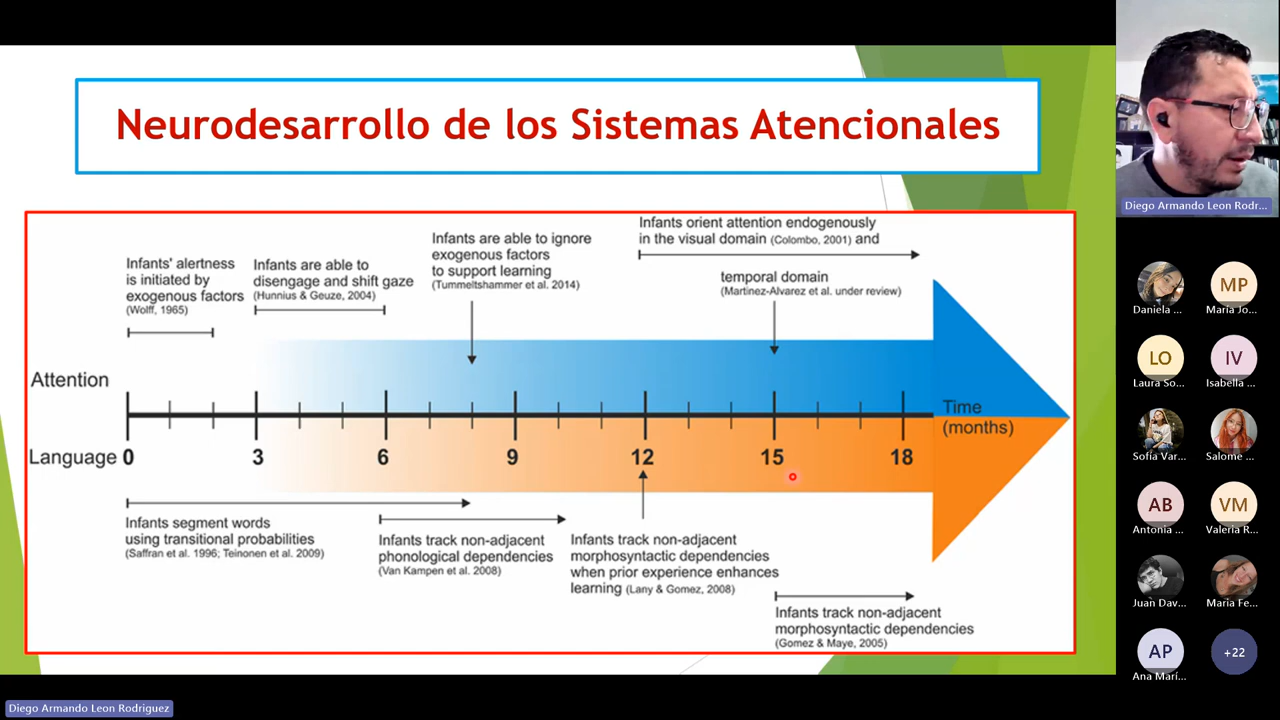 Neurodesarrollo de los Sistemas Atencionales
Infants' alertness
is initiated by
exogenous factors
(Wolff, 1965)
Infants are able to
disengage and shift gaze
(Hunnius & Geuze, 2004)
Infants are able to ignore
exogenous factors
to support learning
(Tummeltshammer et al. 2014)
Infants orient attention endogenously
in the visual domain (Colombo, 2001) and
temporal domain
(Martinez-Alvarez et al. under review)
Attention
Time
(months)
Language 0 3 6 9 12 15 18
Infants segment words
using transitional probabilities
(Saffran et al. 1996; Teinonen et al. 2009)
Infants track non-adjacent
phonological dependencies
(Van Kampen et al. 2008)
Infants track non-adjacent
morphosyntactic dependencies
when prior experience enhances
learning (Lany & Gomez, 2008)
Infants track non-adjacent
morphosyntactic dependencies
(Gomez & Maye, 2005)
Diego Armando Leon Rodr...
Daniela ...
MP
Maria Jo...
LO
Laura So...
IV
Isabella ...
Sofía Var...
Salome ...
AB
Antonia ...
VM
Valeria R...
Juan Dav...
Maria Fe...
AP
Ana Marí...
+22
Diego Armando Leon Rodriguez